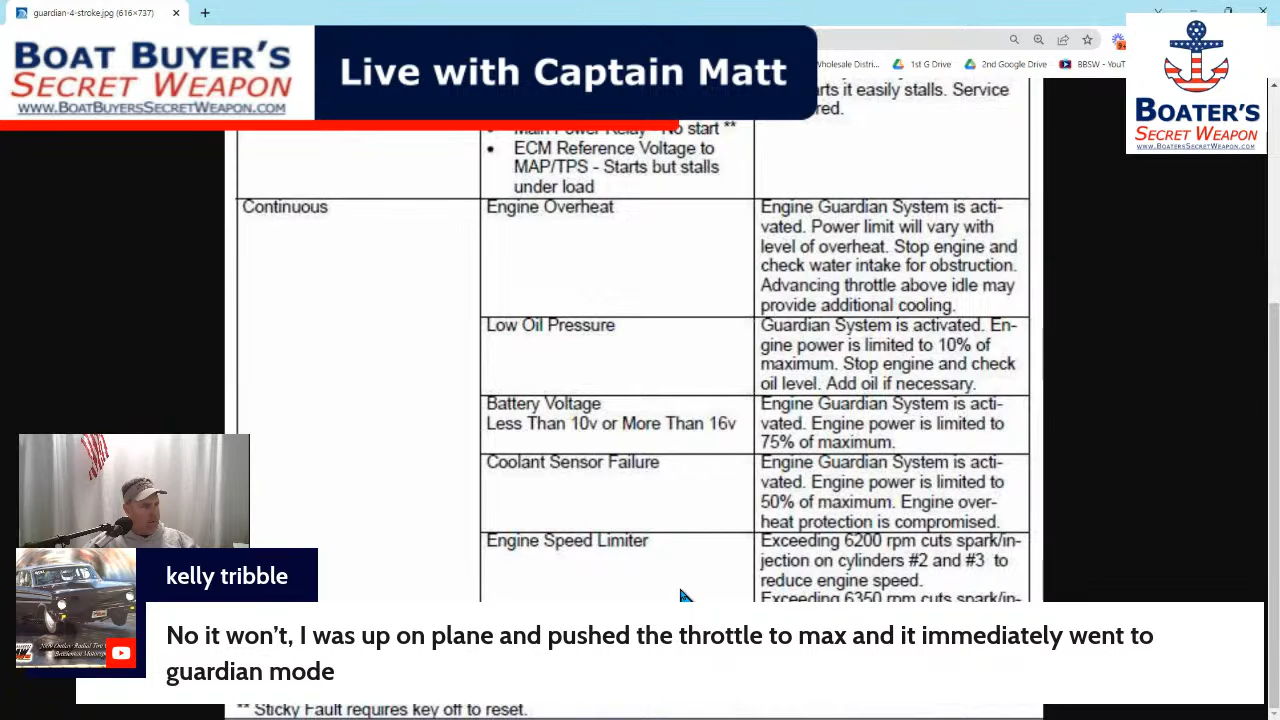 guardian-4-stroke.jpg (616×737)
BOAT BUYER'S
SECRET WEAPON
WWW.BOATBUYERSSECRETWEAPON.COM
Live with Captain Matt
Wholesale Distri...
1st G Drive
2nd Google Drive
BBSW - YouT
BOATER'S
SECRET WEAPON
WWW.BOATERSSECRETWEAPON.COM
rts it easily stalls. Service
red.
Main Power Relay - No start **
• ECM Reference Voltage to
MAP/TPS - Starts but stalls
under load
Continuous
Engine Overheat
Engine Guardian System is acti-
vated. Power limit will vary with
level of overheat. Stop engine and
check water intake for obstruction.
Advancing throttle above idle may
provide additional cooling.
Low Oil Pressure
Guardian System is activated. En-
gine power is limited to 10% of
maximum. Stop engine and check
oil level. Add oil if necessary.
Battery Voltage
Less Than 10v or More Than 16v
Engine Guardian System is acti-
vated. Engine power is limited to
75% of maximum.
Coolant Sensor Failure
Engine Guardian System is acti-
vated. Engine power is limited to
50% of maximum. Engine over-
heat protection is compromised.
Engine Speed Limiter
Exceeding 6200 rpm cuts spark/in-
jection on cylinders #2 and #3 to
reduce engine speed.
Exceeding 6350 rpm cuts spark/in-
kelly tribble
No it won't, I was up on plane and pushed the throttle to max and it immediately went to
guardian mode
** Sticky Fault requires key off to reset.